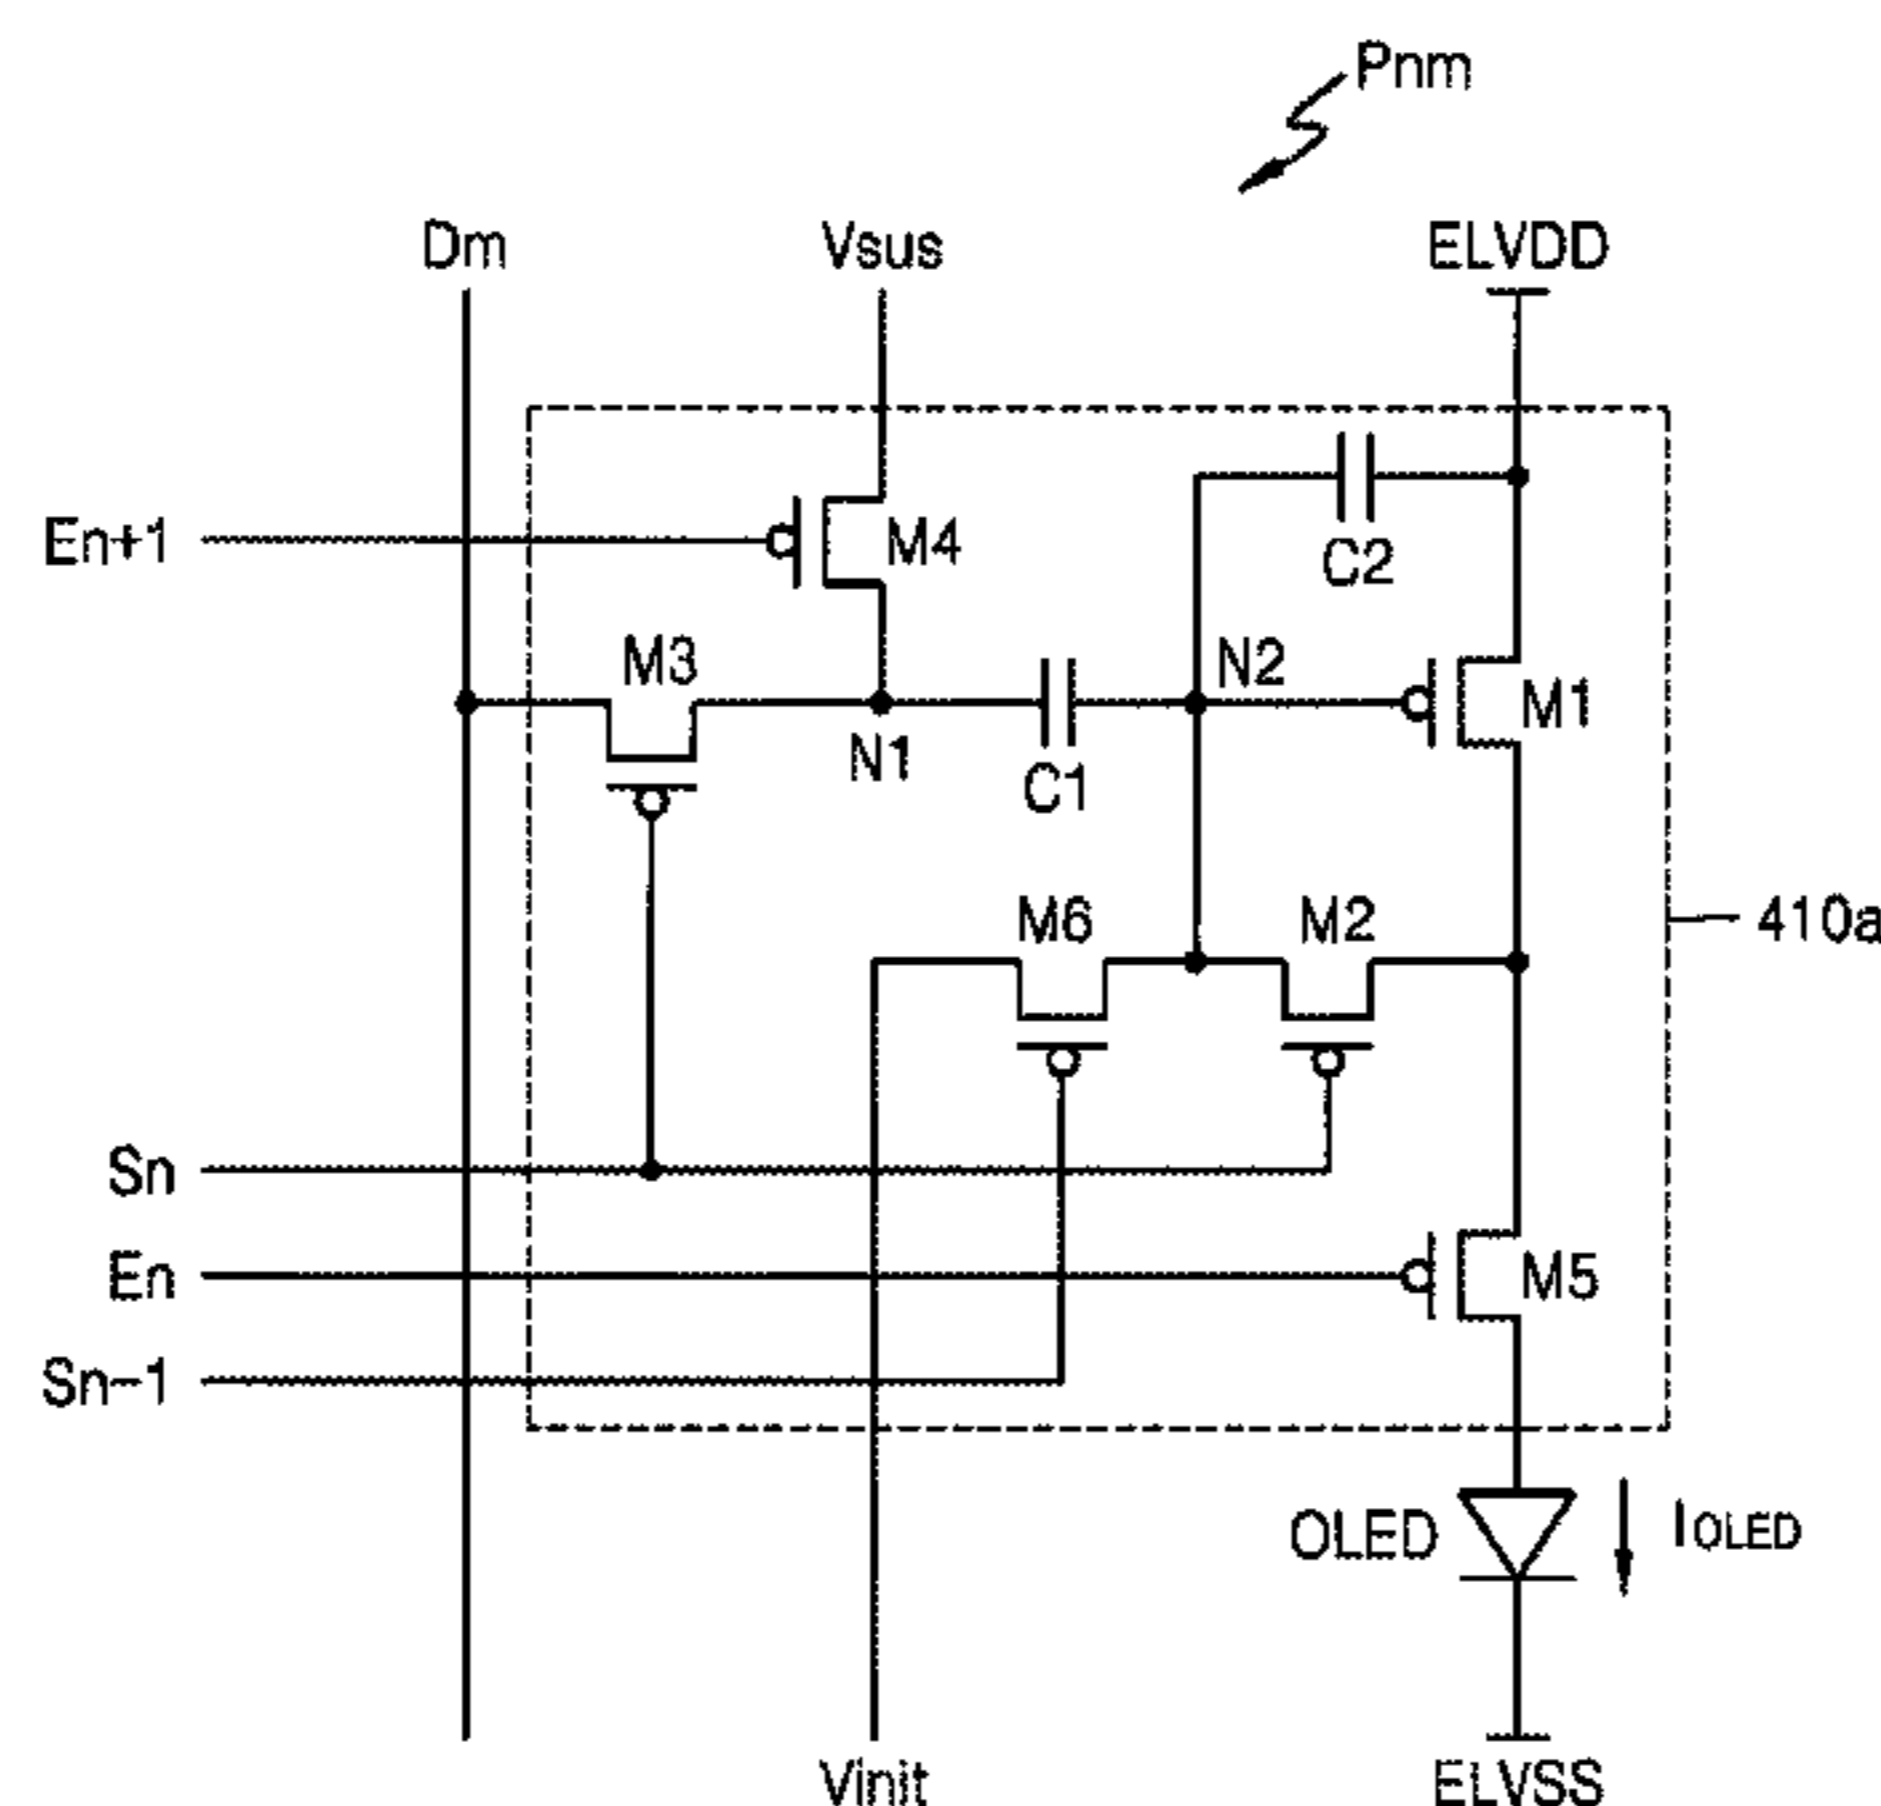 Pnm
Dm
Vsus
ELVDD
En+1
M4
C2
M3
N2
M1
N1
C1
M6
M2
410a
Sn
En
M5
Sn-1
OLED
IOLED
Vinit
ELVSS